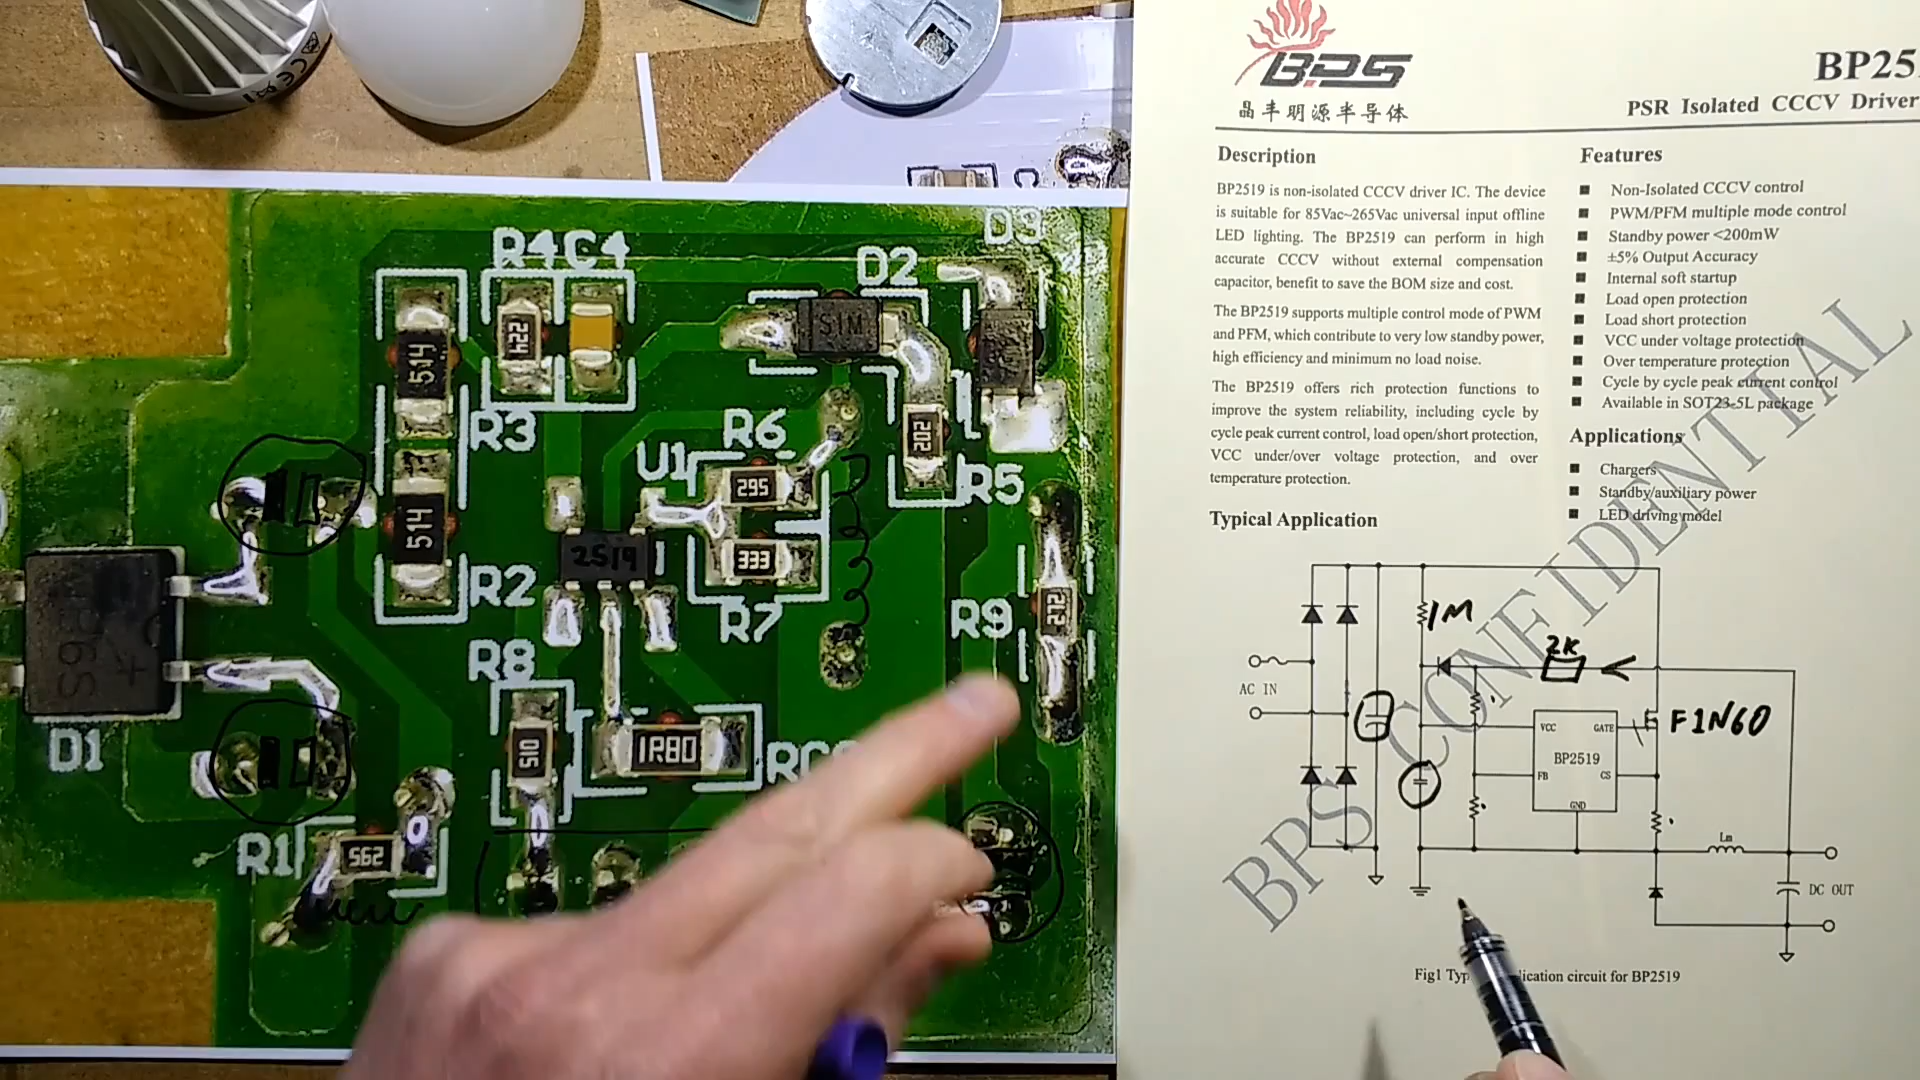 CE
R4 C4
D2
D3
514
224
S1M
R3
202
R6
U1
R5
295
514
2519
333
R2
R7
R9
272
R8
D1
510
1R80
R1
562
BPS
晶丰明源半导体
BP25
PSR Isolated CCCV Driver
Description
BP2519 is non-isolated CCCV driver IC. The device
is suitable for 85Vac~265Vac universal input offline
LED lighting. The BP2519 can perform in high
accurate CCCV without external compensation
capacitor, benefit to save the BOM size and cost.
The BP2519 supports multiple control mode of PWM
and PFM, which contribute to very low standby power,
high efficiency and minimum no load noise.
The BP2519 offers rich protection functions to
improve the system reliability, including cycle by
cycle peak current control, load open/short protection,
VCC under/over voltage protection, and over
temperature protection.
Features
Non-Isolated CCCV control
PWM/PFM multiple mode control
Standby power <200mW
±5% Output Accuracy
Internal soft startup
Load open protection
Load short protection
VCC under voltage protection
Over temperature protection
Cycle by cycle peak current control
Available in SOT23-5L package
Applications
Chargers
Standby/auxiliary power
LED driving model
Typical Application
1M
2K
AC IN
F1N60
VCC GATE
BP2519
FB CS
GND
Lm
DC OUT
Fig1 Typ lication circuit for BP2519
BPS CONFIDENTIAL